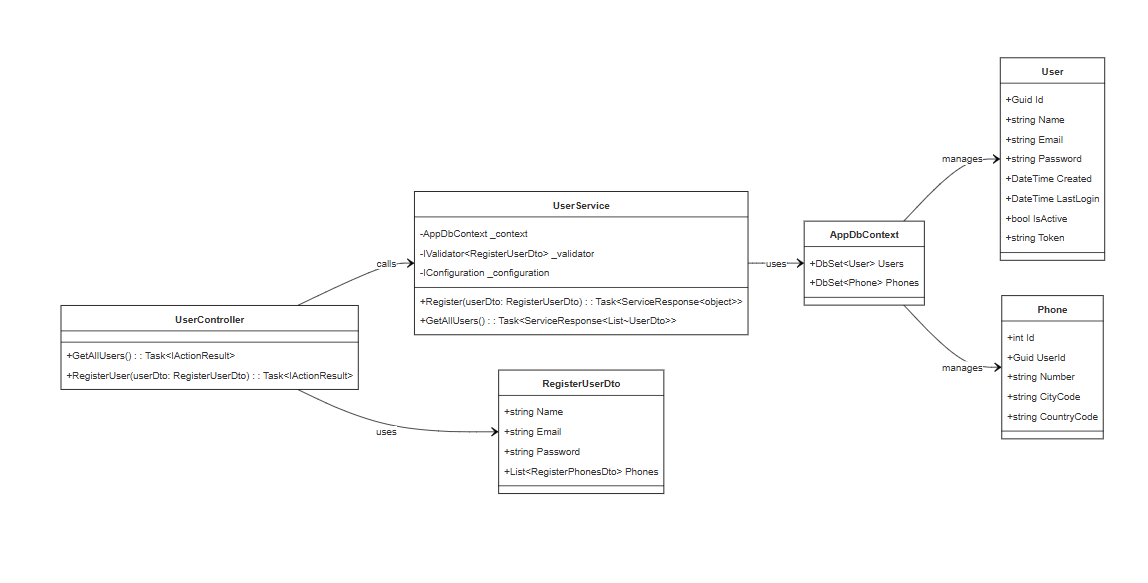 UserController
+GetAllUsers() : : Task<IActionResult>
+RegisterUser(userDto: RegisterUserDto) : : Task<IActionResult>
calls
uses
UserService
-AppDbContext _context
-IValidator<RegisterUserDto> _validator
-IConfiguration _configuration
+Register(userDto: RegisterUserDto) : : Task<ServiceResponse<object>>
+GetAllUsers() : : Task<ServiceResponse<List~UserDto>>
RegisterUserDto
+string Name
+string Email
+string Password
+List<RegisterPhonesDto> Phones
uses
AppDbContext
+DbSet<User> Users
+DbSet<Phone> Phones
manages
manages
User
+Guid Id
+string Name
+string Email
+string Password
+DateTime Created
+DateTime LastLogin
+bool IsActive
+string Token
Phone
+int Id
+Guid UserId
+string Number
+string CityCode
+string CountryCode